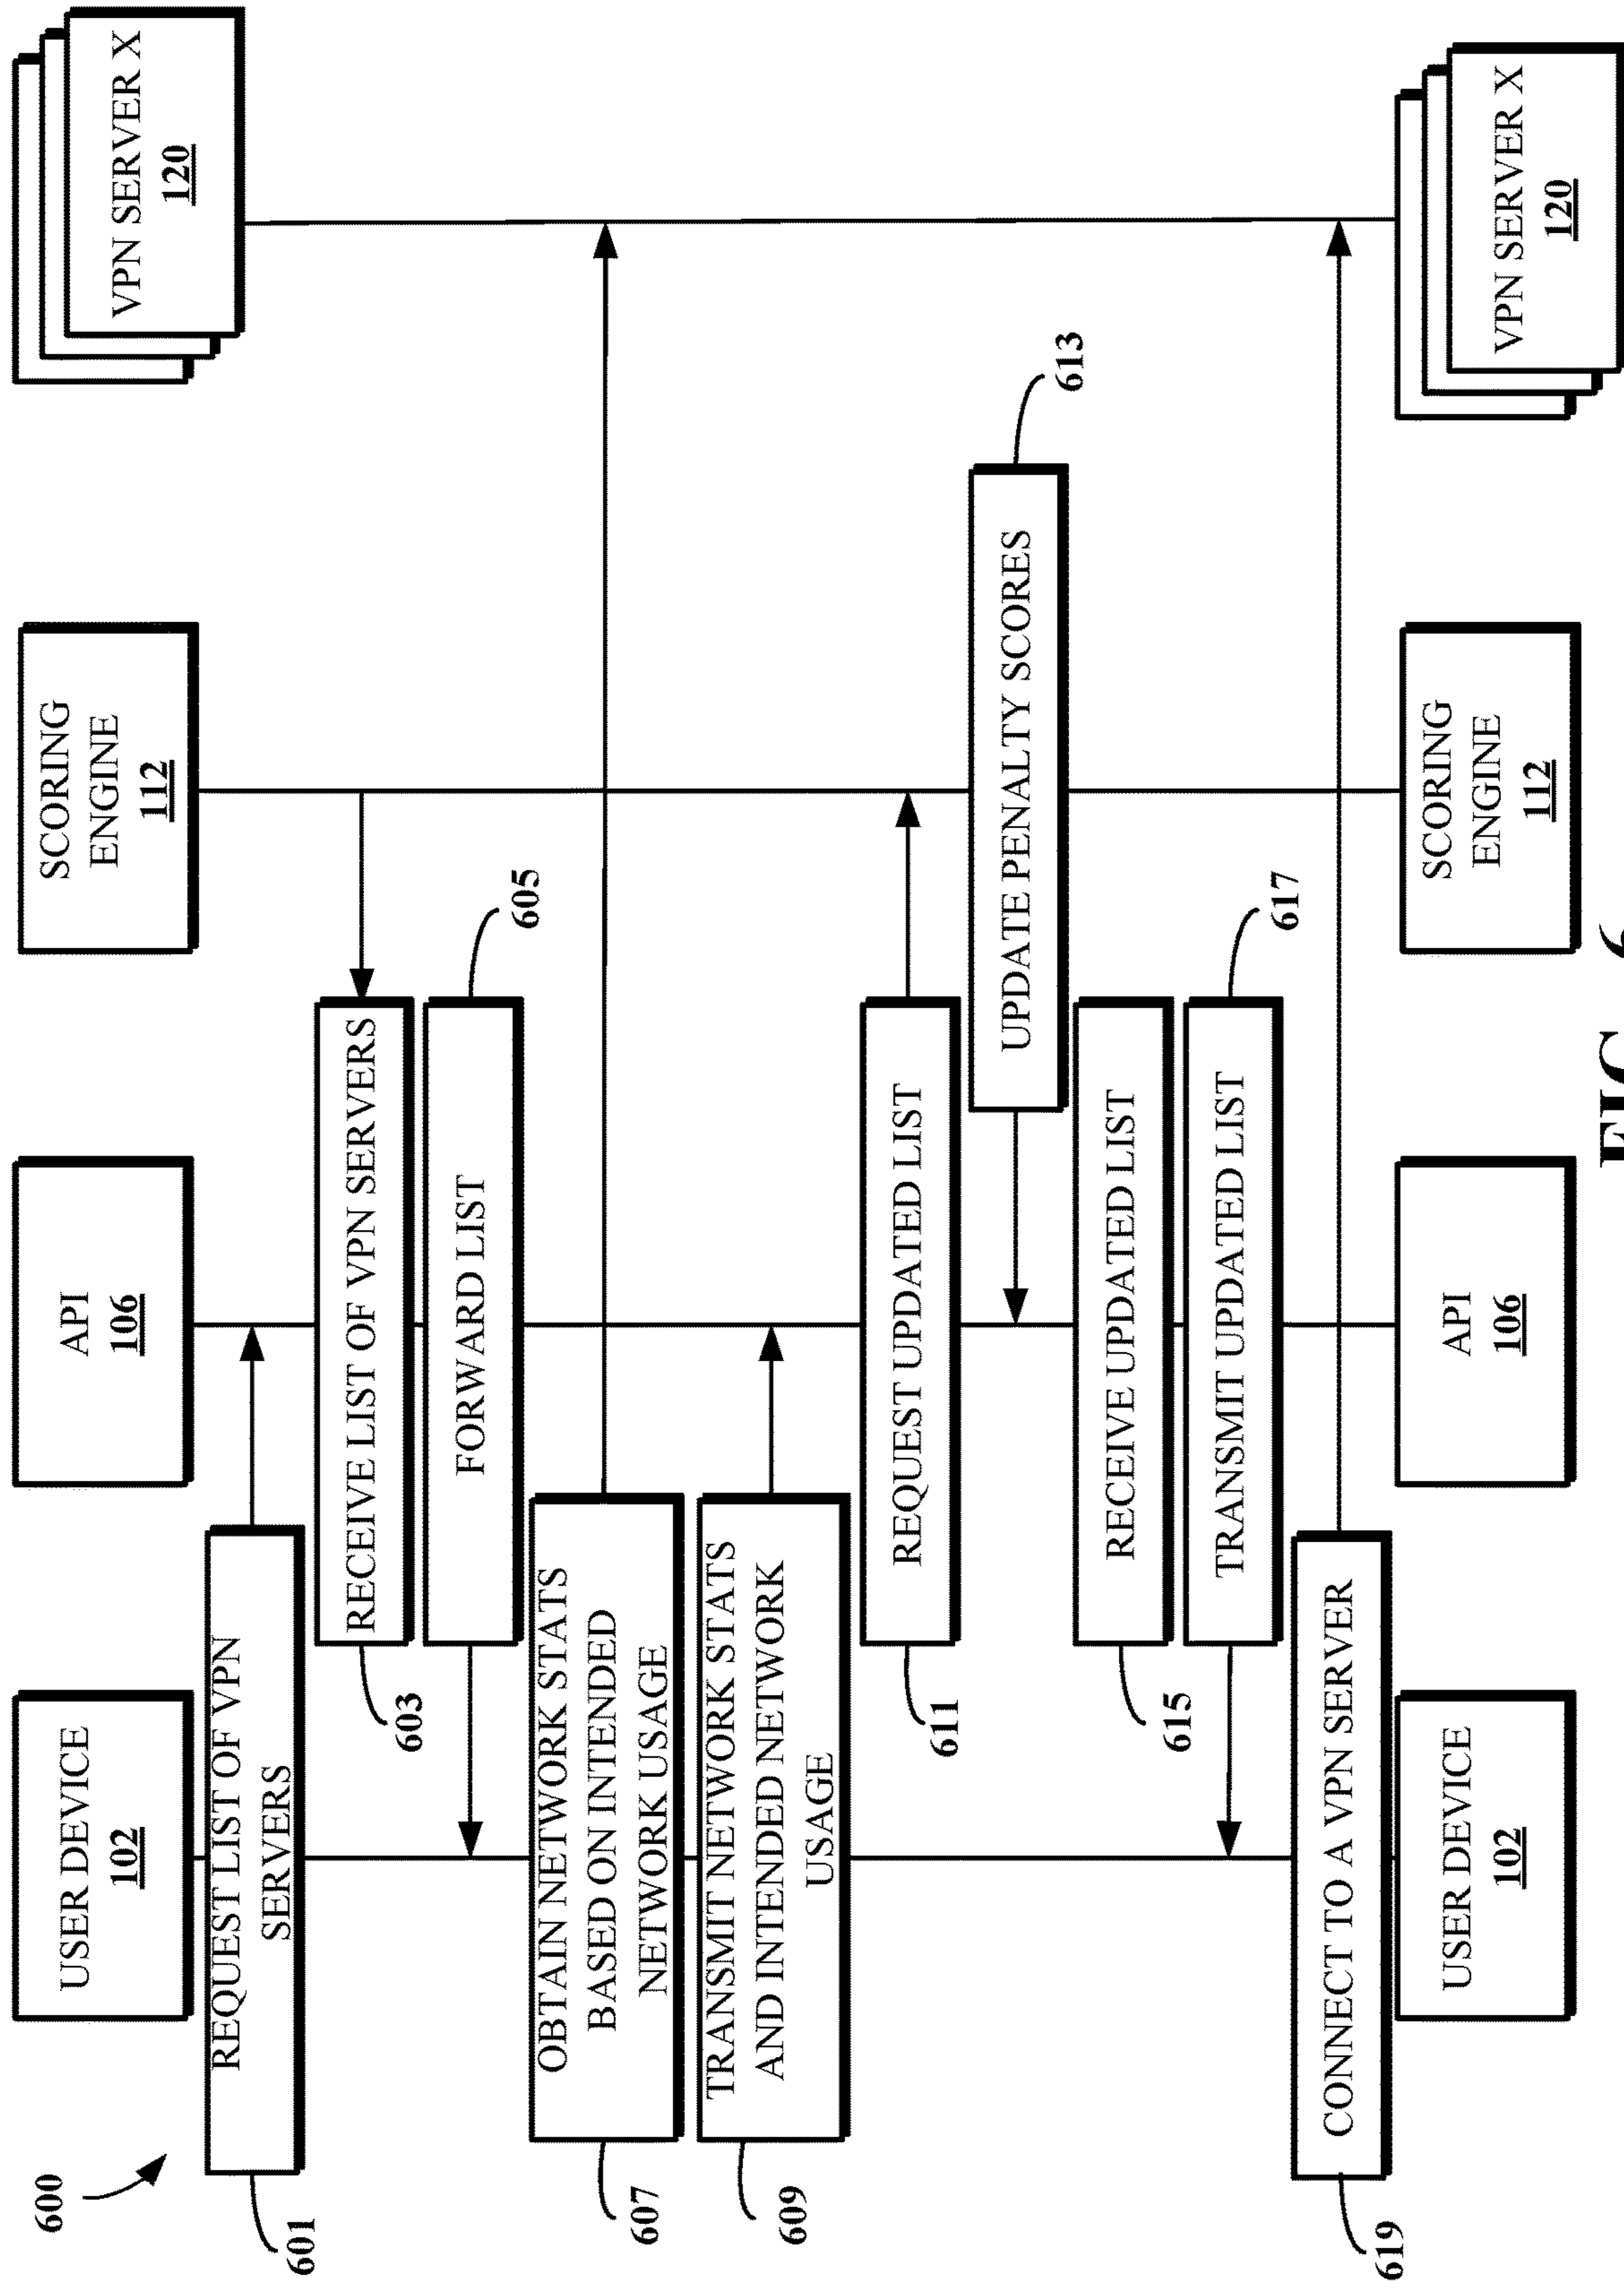 600
USER DEVICE
102
API
106
SCORING
ENGINE
112
VPN SERVER X
120
601
REQUEST LIST OF VPN
SERVERS
603
RECEIVE LIST OF VPN SERVERS
605
FORWARD LIST
607
OBTAIN NETWORK STATS
BASED ON INTENDED
NETWORK USAGE
609
TRANSMIT NETWORK STATS
AND INTENDED NETWORK
USAGE
611
REQUEST UPDATED LIST
613
UPDATE PENALTY SCORES
615
RECEIVE UPDATED LIST
617
TRANSMIT UPDATED LIST
619
CONNECT TO A VPN SERVER
USER DEVICE
102
API
106
SCORING
ENGINE
112
VPN SERVER X
120
FIG. 6